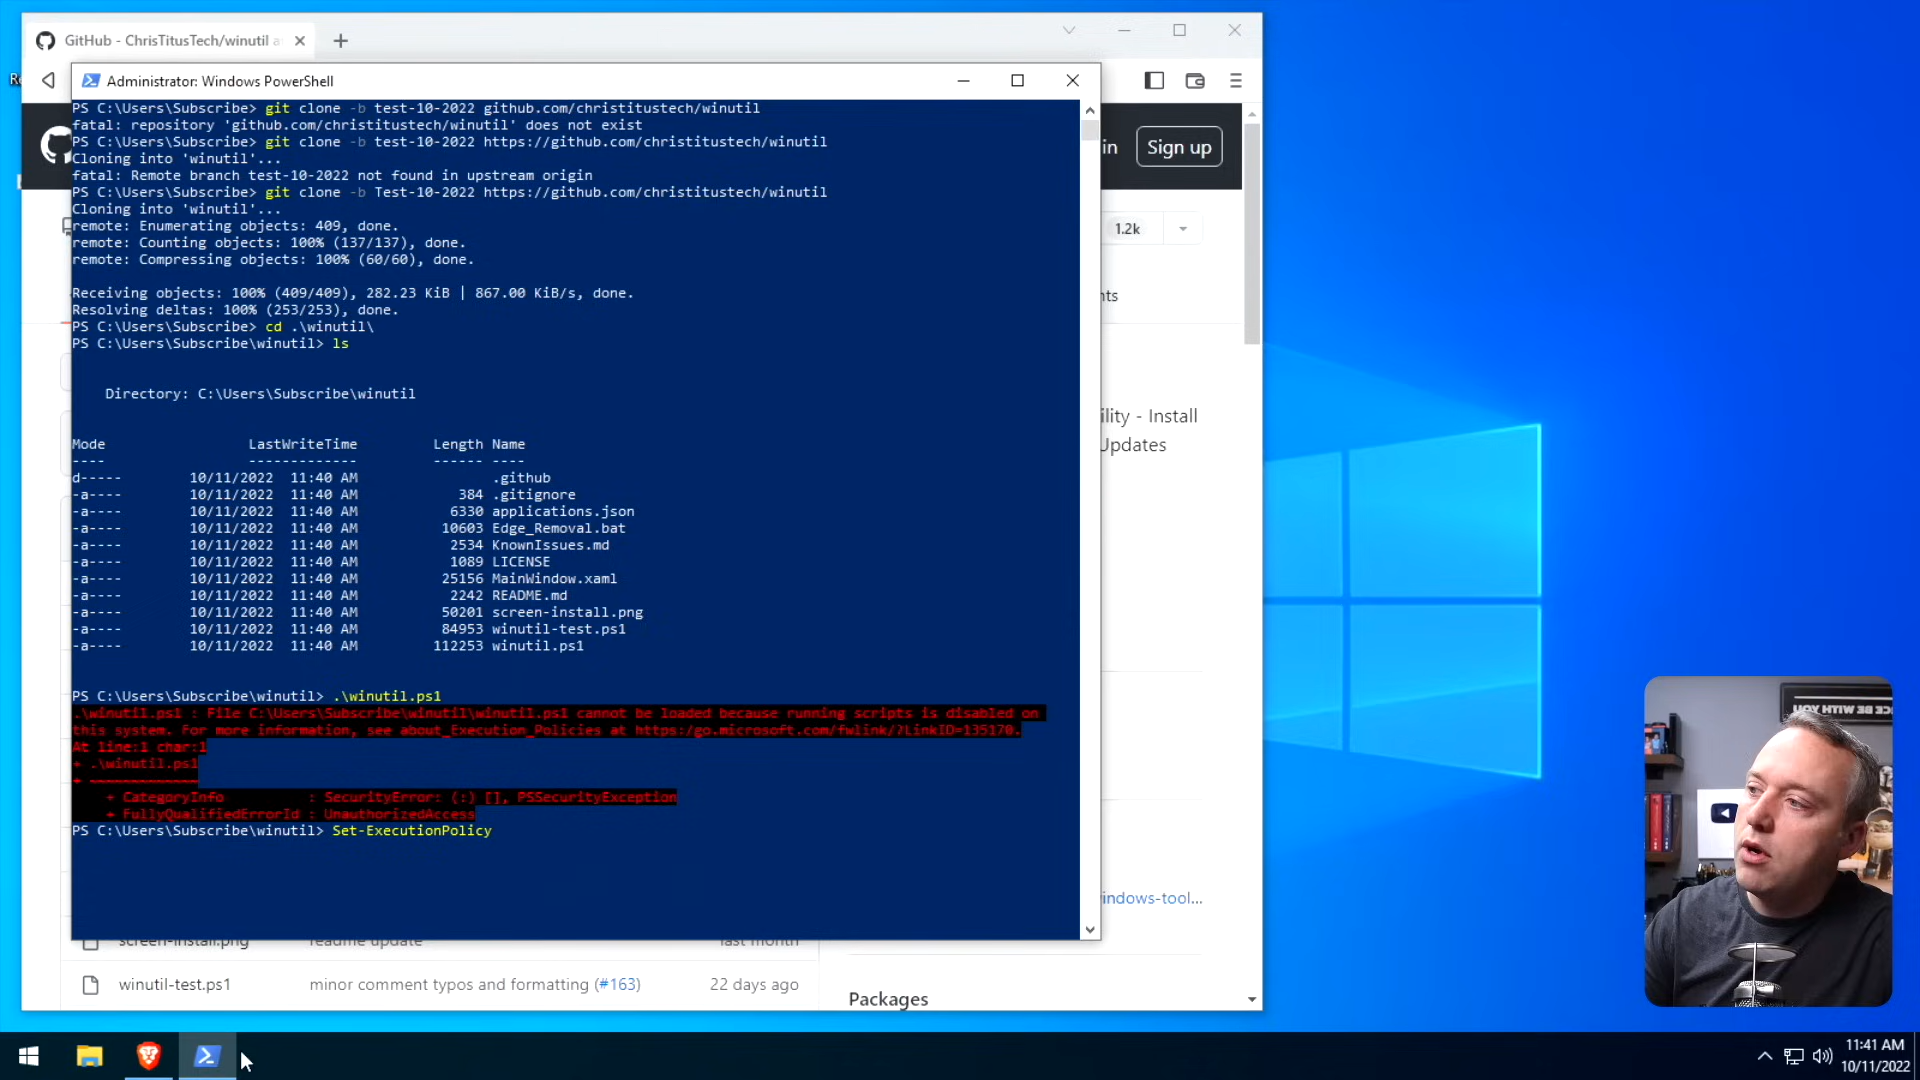 GitHub - ChrisTitusTech/winutil a
Administrator: Windows PowerShell
PS C:\Users\Subscribe> git clone -b test-10-2022 github.com/christitustech/winutil
fatal: repository 'github.com/christitustech/winutil' does not exist
PS C:\Users\Subscribe> git clone -b test-10-2022 https://github.com/christitustech/winutil
Cloning into 'winutil'...
fatal: Remote branch test-10-2022 not found in upstream origin
PS C:\Users\Subscribe> git clone -b Test-10-2022 https://github.com/christitustech/winutil
Cloning into 'winutil'...
remote: Enumerating objects: 409, done.
remote: Counting objects: 100% (137/137), done.
remote: Compressing objects: 100% (60/60), done.
Receiving objects: 100% (409/409), 282.23 KiB | 867.00 KiB/s, done.
Resolving deltas: 100% (253/253), done.
PS C:\Users\Subscribe> cd .\winutil\
PS C:\Users\Subscribe\winutil> ls
Directory: C:\Users\Subscribe\winutil
Mode LastWriteTime Length Name
---- ------------- ------ ----
d----- 10/11/2022 11:40 AM .github
-a---- 10/11/2022 11:40 AM 384 .gitignore
-a---- 10/11/2022 11:40 AM 6330 applications.json
-a---- 10/11/2022 11:40 AM 10603 Edge_Removal.bat
-a---- 10/11/2022 11:40 AM 2534 KnownIssues.md
-a---- 10/11/2022 11:40 AM 1089 LICENSE
-a---- 10/11/2022 11:40 AM 25156 MainWindow.xaml
-a---- 10/11/2022 11:40 AM 2242 README.md
-a---- 10/11/2022 11:40 AM 50201 screen-install.png
-a---- 10/11/2022 11:40 AM 84953 winutil-test.ps1
-a---- 10/11/2022 11:40 AM 112253 winutil.ps1
PS C:\Users\Subscribe\winutil> .\winutil.ps1
.\winutil.ps1 : File C:\Users\Subscribe\winutil\winutil.ps1 cannot be loaded because running scripts is disabled on
this system. For more information, see about_Execution_Policies at https:/go.microsoft.com/fwlink/?LinkID=135170.
At line:1 char:1
+ .\winutil.ps1
+ ~~~~~~~~~~~~~
+ CategoryInfo : SecurityError: (:) [], PSSecurityException
+ FullyQualifiedErrorId : UnauthorizedAccess
PS C:\Users\Subscribe\winutil> Set-ExecutionPolicy
in
Sign up
1.2k
nts
ility - Install
Updates
indows-tool...
screen-install.png readme update last month
winutil-test.ps1 minor comment typos and formatting (#163) 22 days ago
Packages
11:41 AM
10/11/2022